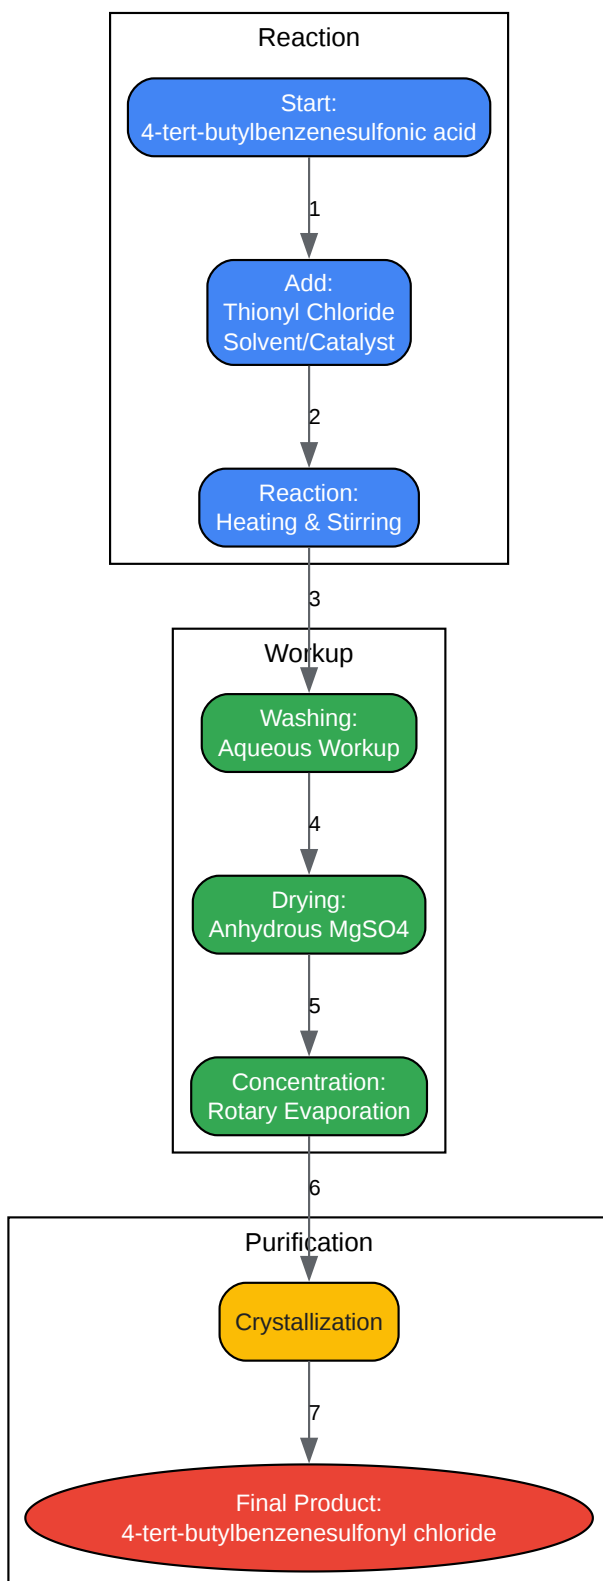 Reaction
Start:
4-tert-butylbenzenesulfonic acid
1
Add:
Thionyl Chloride
Solvent/Catalyst
2
Reaction:
Heating & Stirring
3
Workup
Washing:
Aqueous Workup
4
Drying:
Anhydrous MgSO4
5
Concentration:
Rotary Evaporation
6
Purification
Crystallization
7
Final Product:
4-tert-butylbenzenesulfonyl chloride